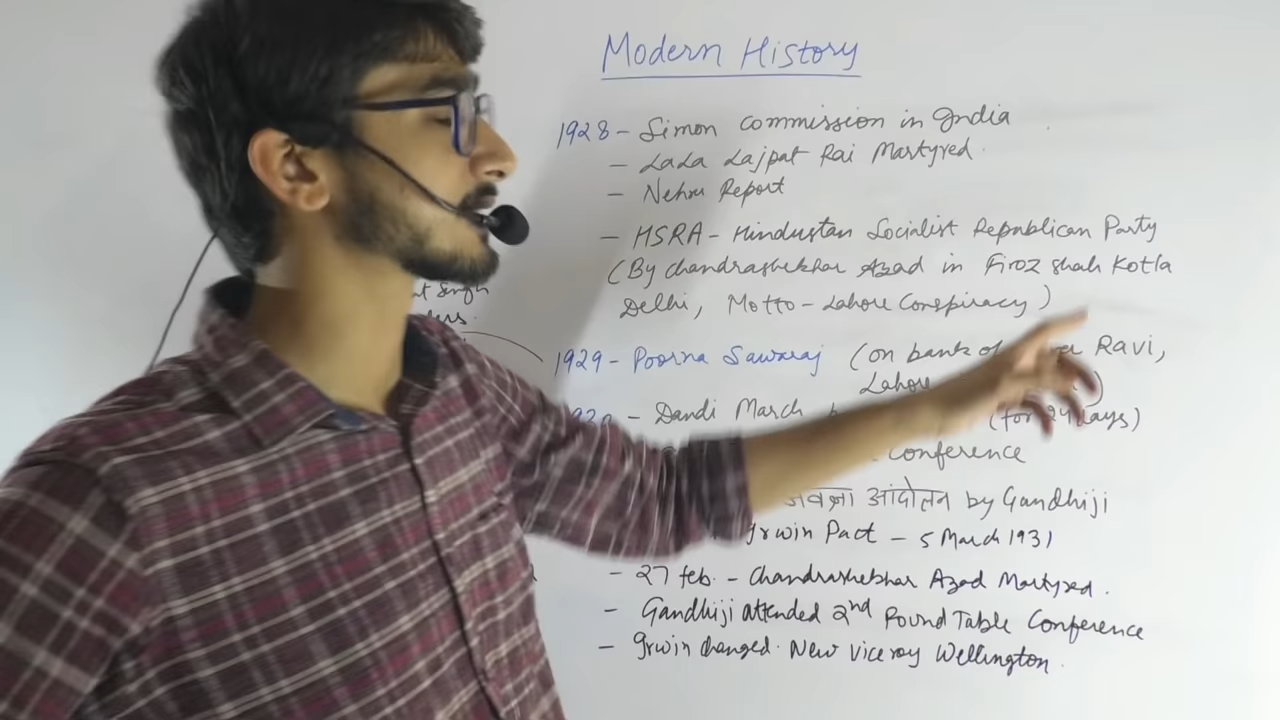 Modern History
1928 - Simon Commission in India
- Lala Lajpat Rai Martyred.
- Nehru Report
- HSRA - Hindustan Socialist Republican Party
(By Chandrashekhar Azad in Firoz Shah Kotla
Delhi, Motto - Lahore Conspiracy)
Singh
1929 - Poorna Sawaraj (on bank of Ravi,
Lahore )
- Dandi March (for 24 days)
Conference
आंदोलन by Gandhiji
Irwin Pact - 5 March 1931
- 27 feb. - Chandrashekhar Azad Martyred.
- Gandhiji attended 2nd Round Table Conference
- Irwin changed. New Viceroy Wellington.